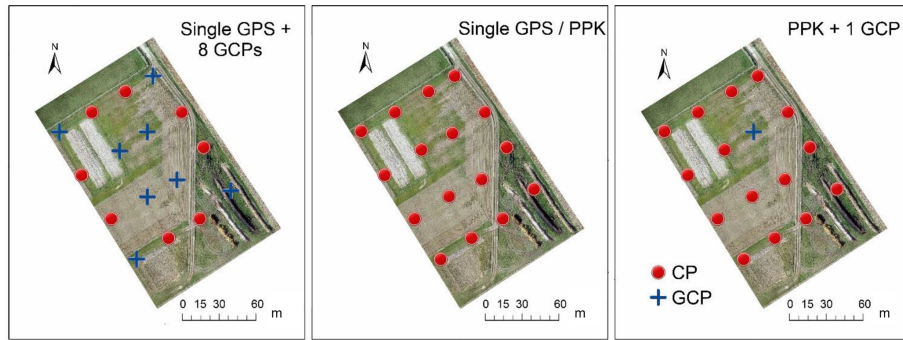 Single GPS +
8 GCPs
N
0 15 30 60
m
Single GPS / PPK
N
0 15 30 60
m
PPK + 1 GCP
N
CP
GCP
0 15 30 60
m